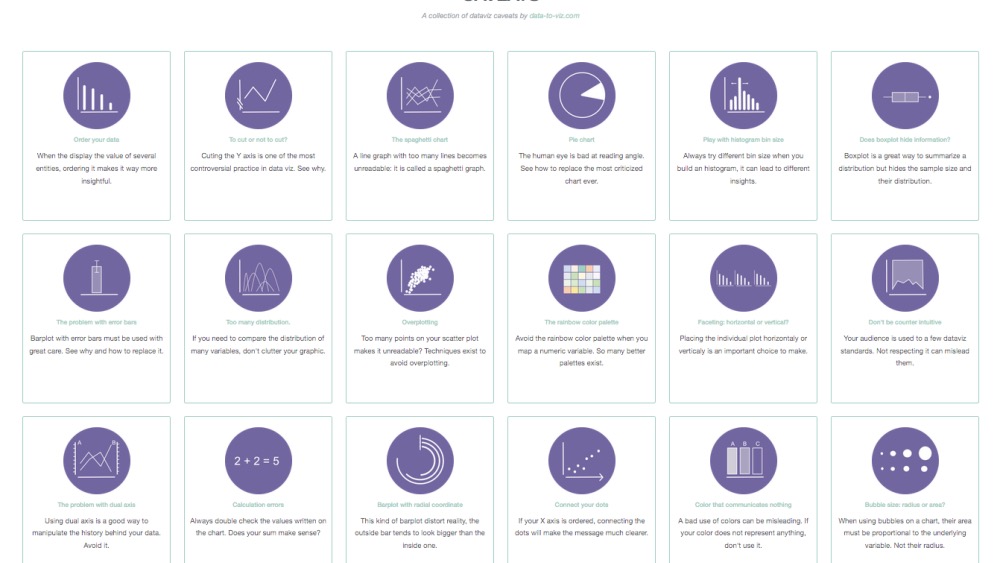 A collection of dataviz caveats by data-to-viz.com
Order your data
When the display the value of several
entities, ordering it makes it way more
insightful.
To cut or not to cut?
Cuting the Y axis is one of the most
controversial practice in data viz. See why.
The spaghetti chart
A line graph with too many lines becomes
unreadable: it is called a spaghetti graph.
Pie chart
The human eye is bad at reading angle.
See how to replace the most criticized
chart ever.
Play with histogram bin size
Always try different bin size when you
build an histogram, it can lead to different
insights.
Does boxplot hide information?
Boxplot is a great way to summarize a
distribution but hides the sample size and
their distribution.
The problem with error bars
Barplot with error bars must be used with
great care. See why and how to replace it.
Too many distribution.
If you need to compare the distribution of
many variables, don't clutter your graphic.
Overplotting
Too many points on your scatter plot
makes it unreadable? Techniques exist to
avoid overplotting.
The rainbow color palette
Avoid the rainbow color palette when you
map a numeric variable. So many better
palettes exist.
Faceting: horizontal or vertical?
Placing the individual plot horizontaly or
verticaly is an important choice to make.
Don't be counter intuitive
Your audience is used to a few dataviz
standards. Not respecting it can mislead
them.
A B
The problem with dual axis
Using dual axis is a good way to
manipulate the history behind your data.
Avoid it.
2 + 2 = 5
Calculation errors
Always double check the values written on
the chart. Does your sum make sense?
Barplot with radial coordinate
This kind of barplot distort reality, the
outside bar tends to look bigger than the
inside one.
Connect your dots
If your X axis is ordered, connecting the
dots will make the message much clearer.
A B C
Color that communicates nothing
A bad use of colors can be misleading. If
your color does not represent anything,
don't use it.
Bubble size: radius or area?
When using bubbles on a chart, their area
must be proportional to the underlying
variable. Not their radius.